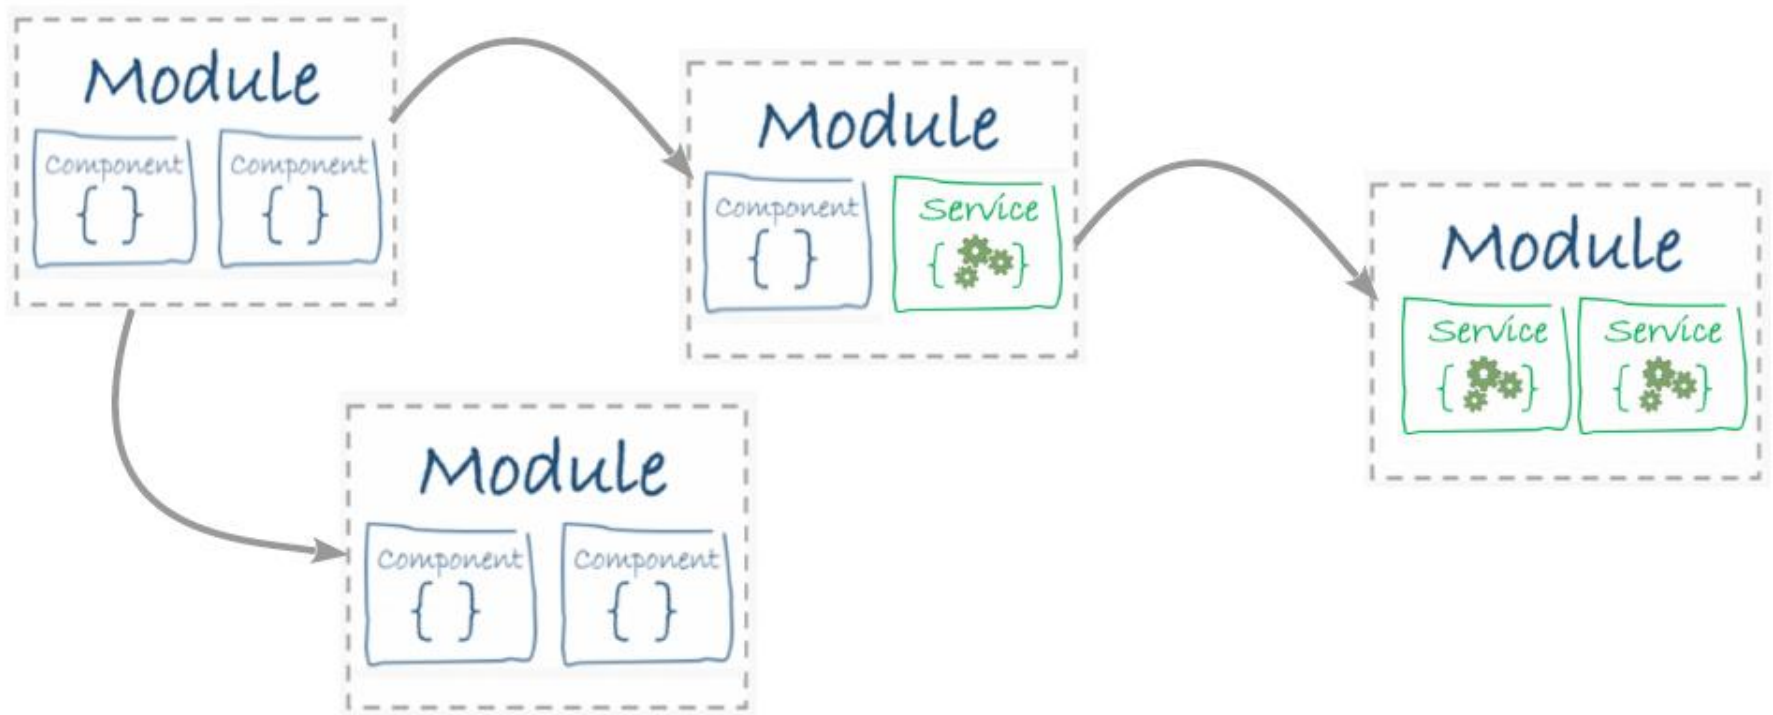 Module
Component Component
{ } { }
Module
Component Service
{ } { }
Module
Service Service
{ } { }
Module
Component Component
{ } { }